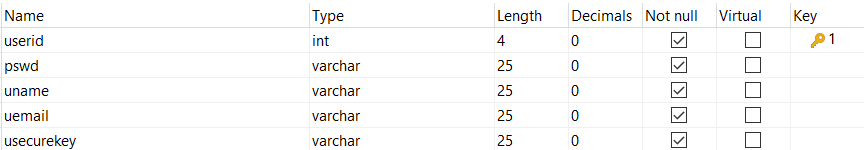 Name Type Length Decimals Not null Virtual Key
userid int 4 0 1
pswd varchar 25 0
uname varchar 25 0
uemail varchar 25 0
usecurekey varchar 25 0